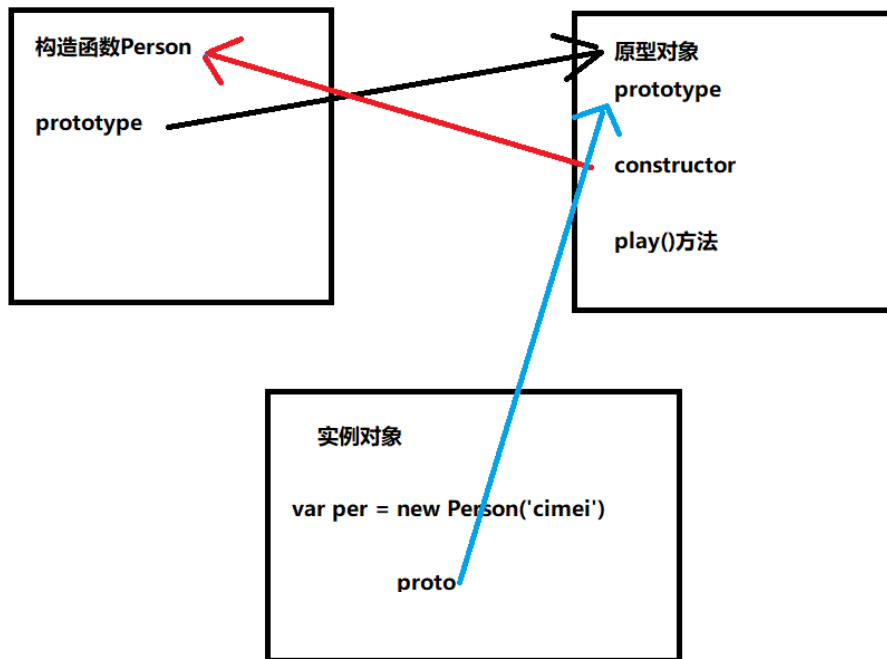 构造函数Person
prototype
原型对象
prototype
constructor
play()方法
实例对象
var per = new Person('cimei')
proto